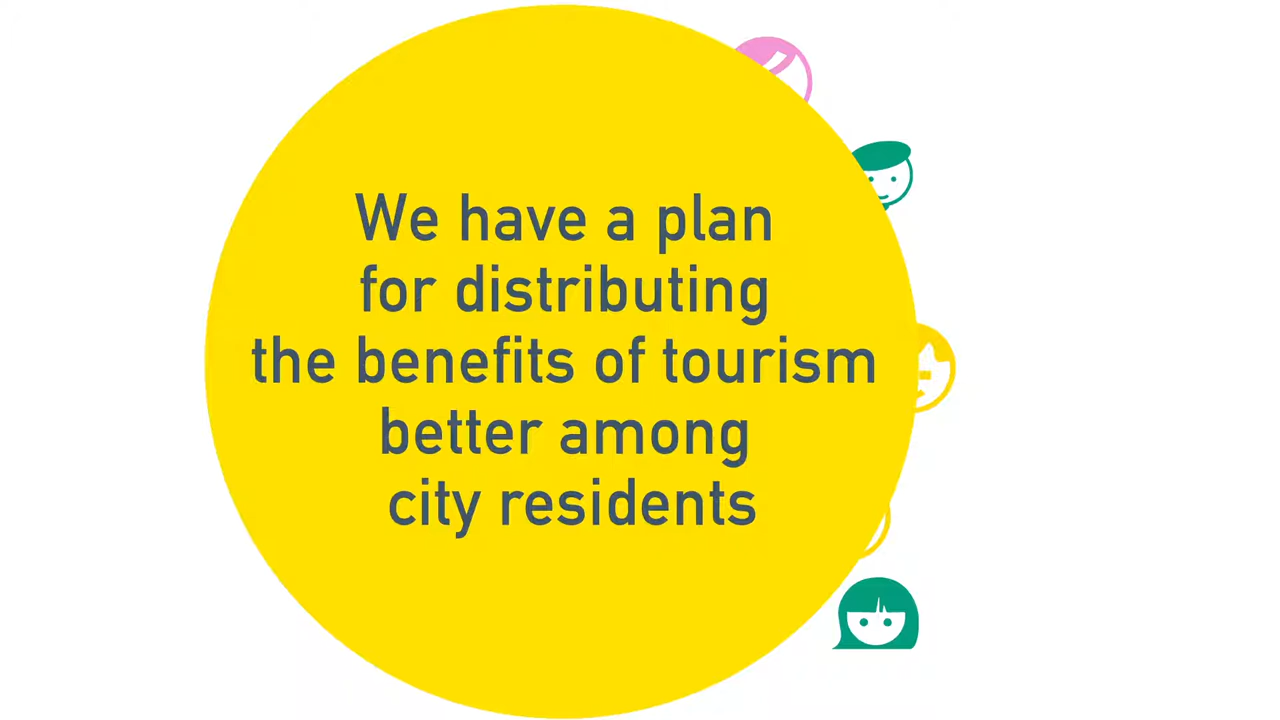 We have a plan
for distributing
the benefits of tourism
better among
city residents